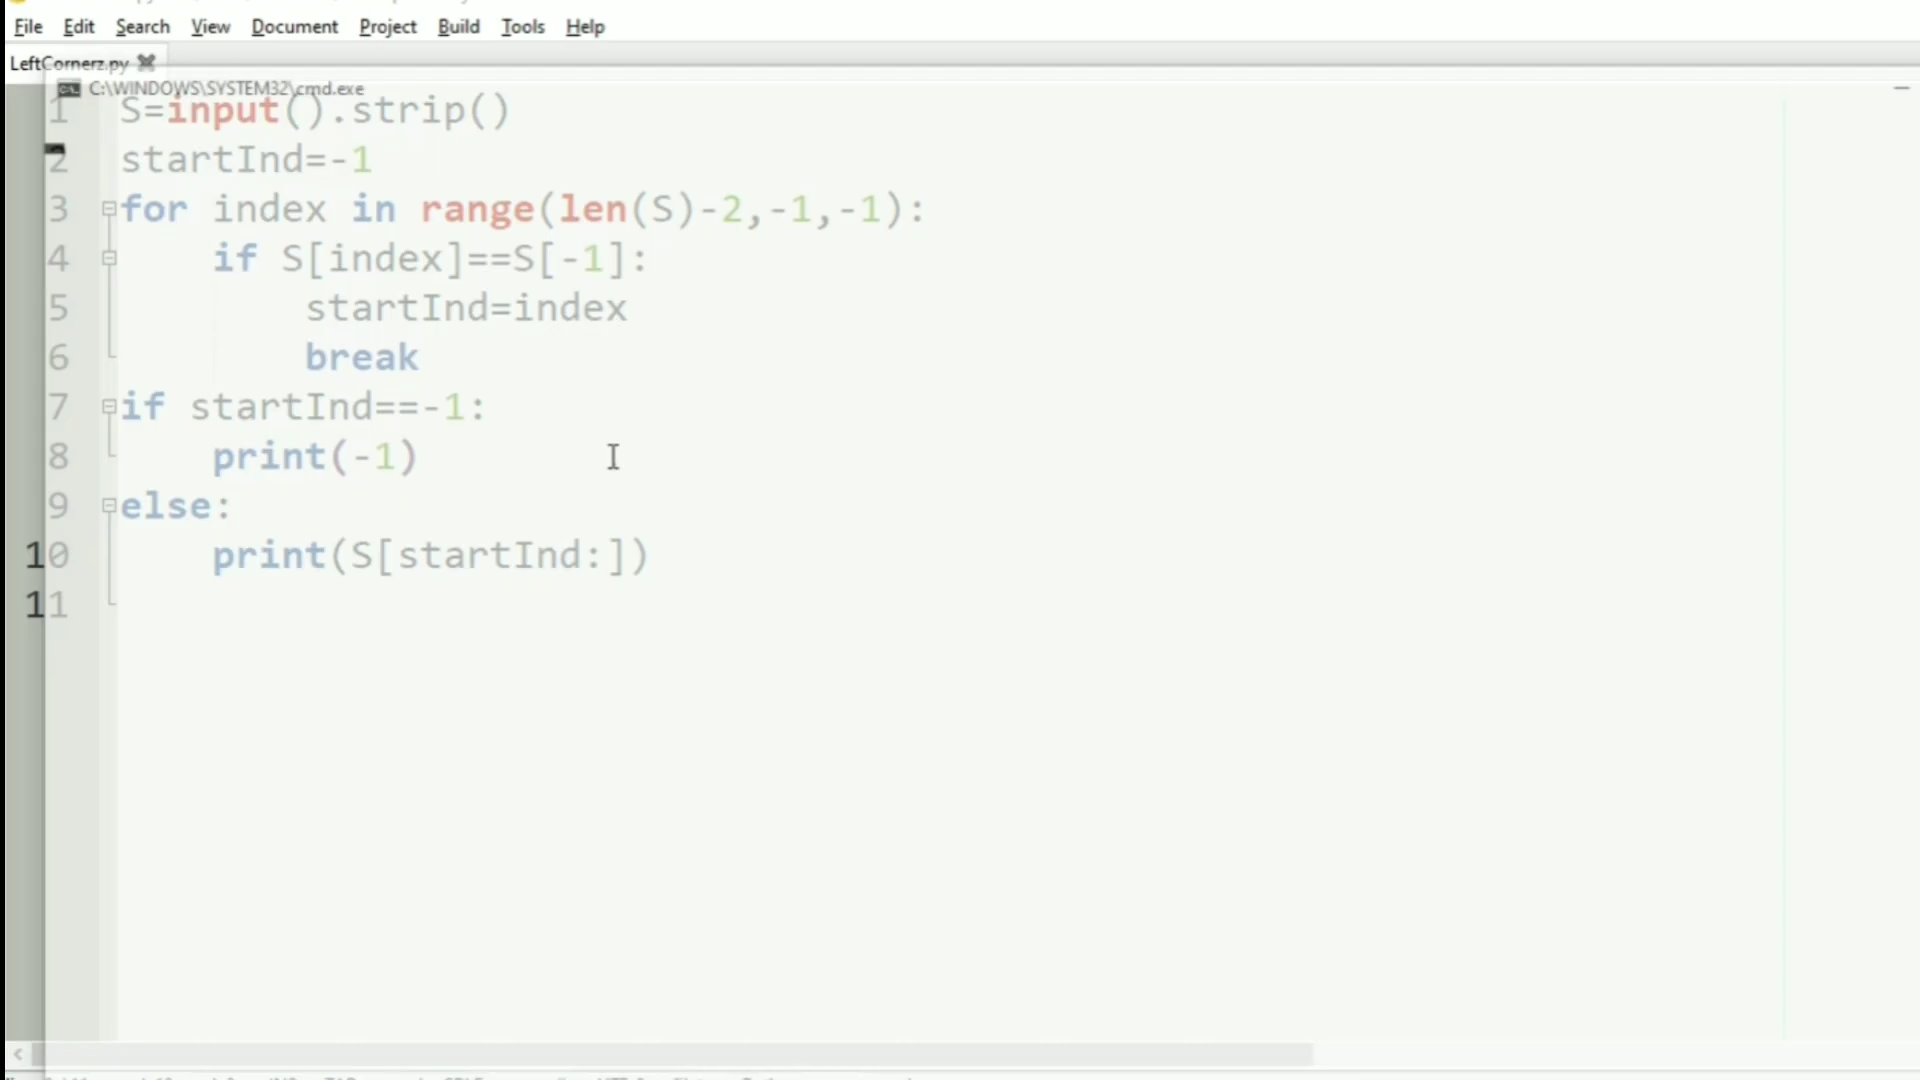 File Edit Search View Document Project Build Tools Help
LeftCornerz.py
C:\WINDOWS\SYSTEM32\cmd.exe
1 S=input().strip()
2 startInd=-1
3 for index in range(len(S)-2,-1,-1):
4 if S[index]==S[-1]:
5 startInd=index
6 break
7 if startInd==-1:
8 print(-1)
9 else:
10 print(S[startInd:])
11